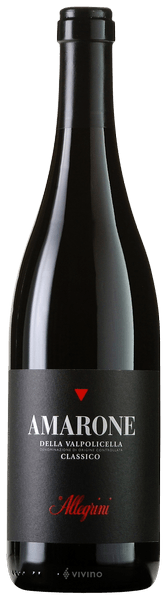 AMARONE
DELLA VALPOLICELLA
DENOMINAZIONE DI ORIGINE CONTROLLATA
CLASSICO
Allegrini
vivino